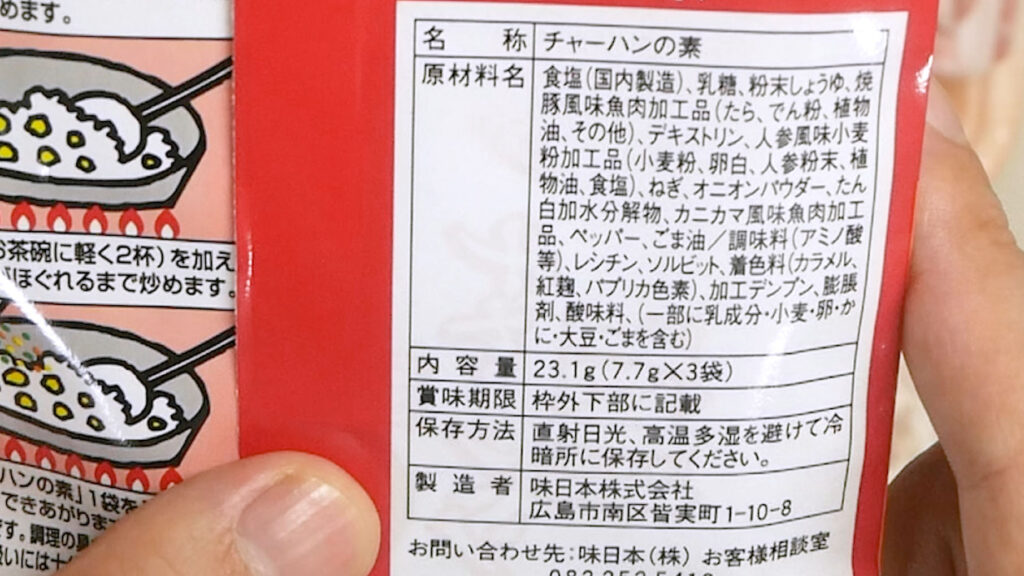 めます。
お茶碗に軽く2杯)を加え
がほぐれるまで炒めます。
ハンの素」1袋を
できあがりま
です。調理の
扱いには十
名称 チャーハンの素
原材料名 食塩(国内製造)、乳糖、粉末しょうゆ、焼
豚風味魚肉加工品(たら、でん粉、植物
油、その他)、デキストリン、人参風味小麦
粉加工品(小麦粉、卵白、人参粉末、植
物油、食塩)、ねぎ、オニオンパウダー、たん
白加水分解物、カニカマ風味魚肉加工
品、ペッパー、ごま油/調味料(アミノ酸
等)、レシチン、ソルビット、着色料(カラメル、
紅麹、パプリカ色素)、加工デンプン、膨脹
剤、酸味料、(一部に乳成分・小麦・卵・か
に・大豆・ごまを含む)
内容量 23.1g(7.7g×3袋)
賞味期限 枠外下部に記載
保存方法 直射日光、高温多湿を避けて冷
暗所に保存してください。
製造者 味日本株式会社
広島市南区皆実町1-10-8
お問い合わせ先:味日本(株) お客様相談室